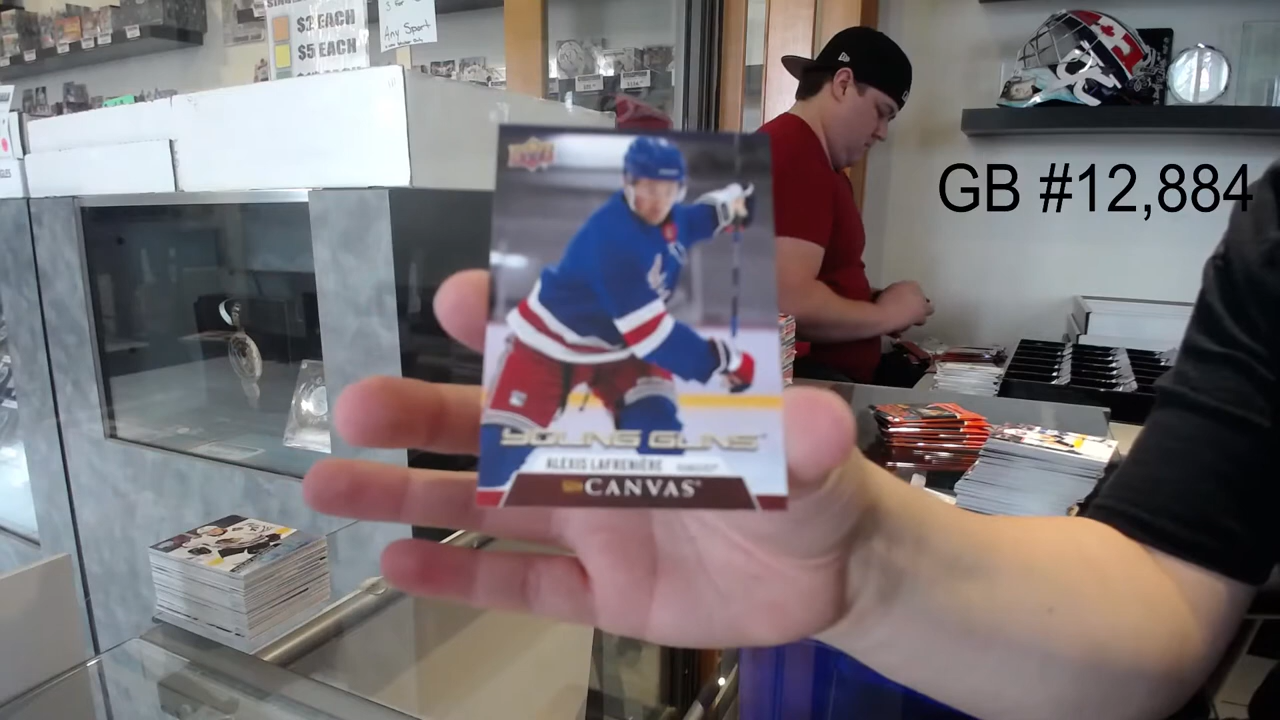 $2 EACH
$5 EACH
Any Sport
GB #12,884
YOUNG GUNS
ALEXIS LAFRENIÈRE
CANVAS